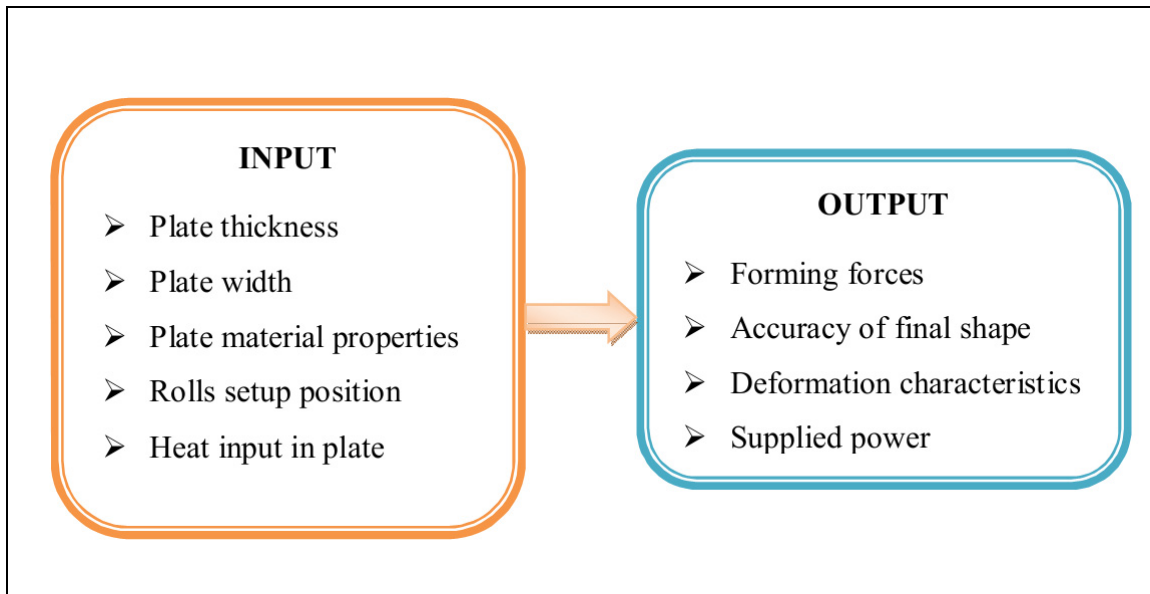 INPUT
➢ Plate thickness
➢ Plate width
➢ Plate material properties
➢ Rolls setup position
➢ Heat input in plate
OUTPUT
➢ Forming forces
➢ Accuracy of final shape
➢ Deformation characteristics
➢ Supplied power